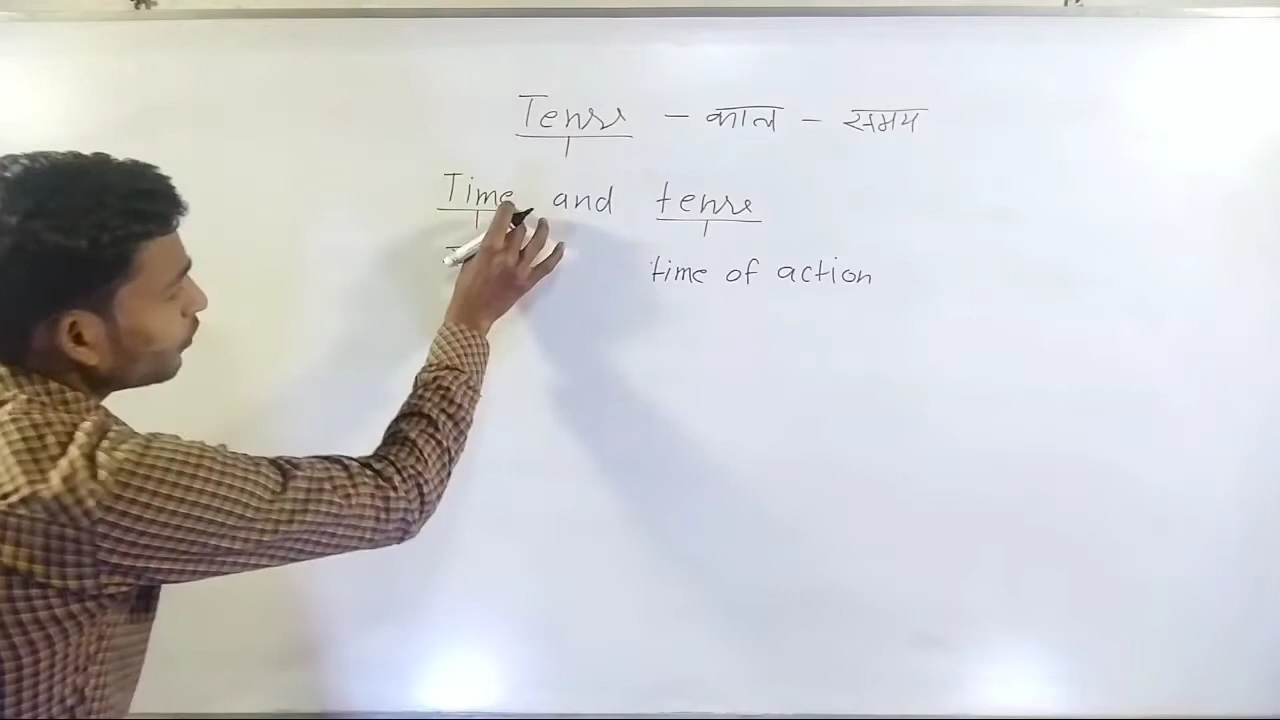 Tense - काल - समय
Time and tense
time of action